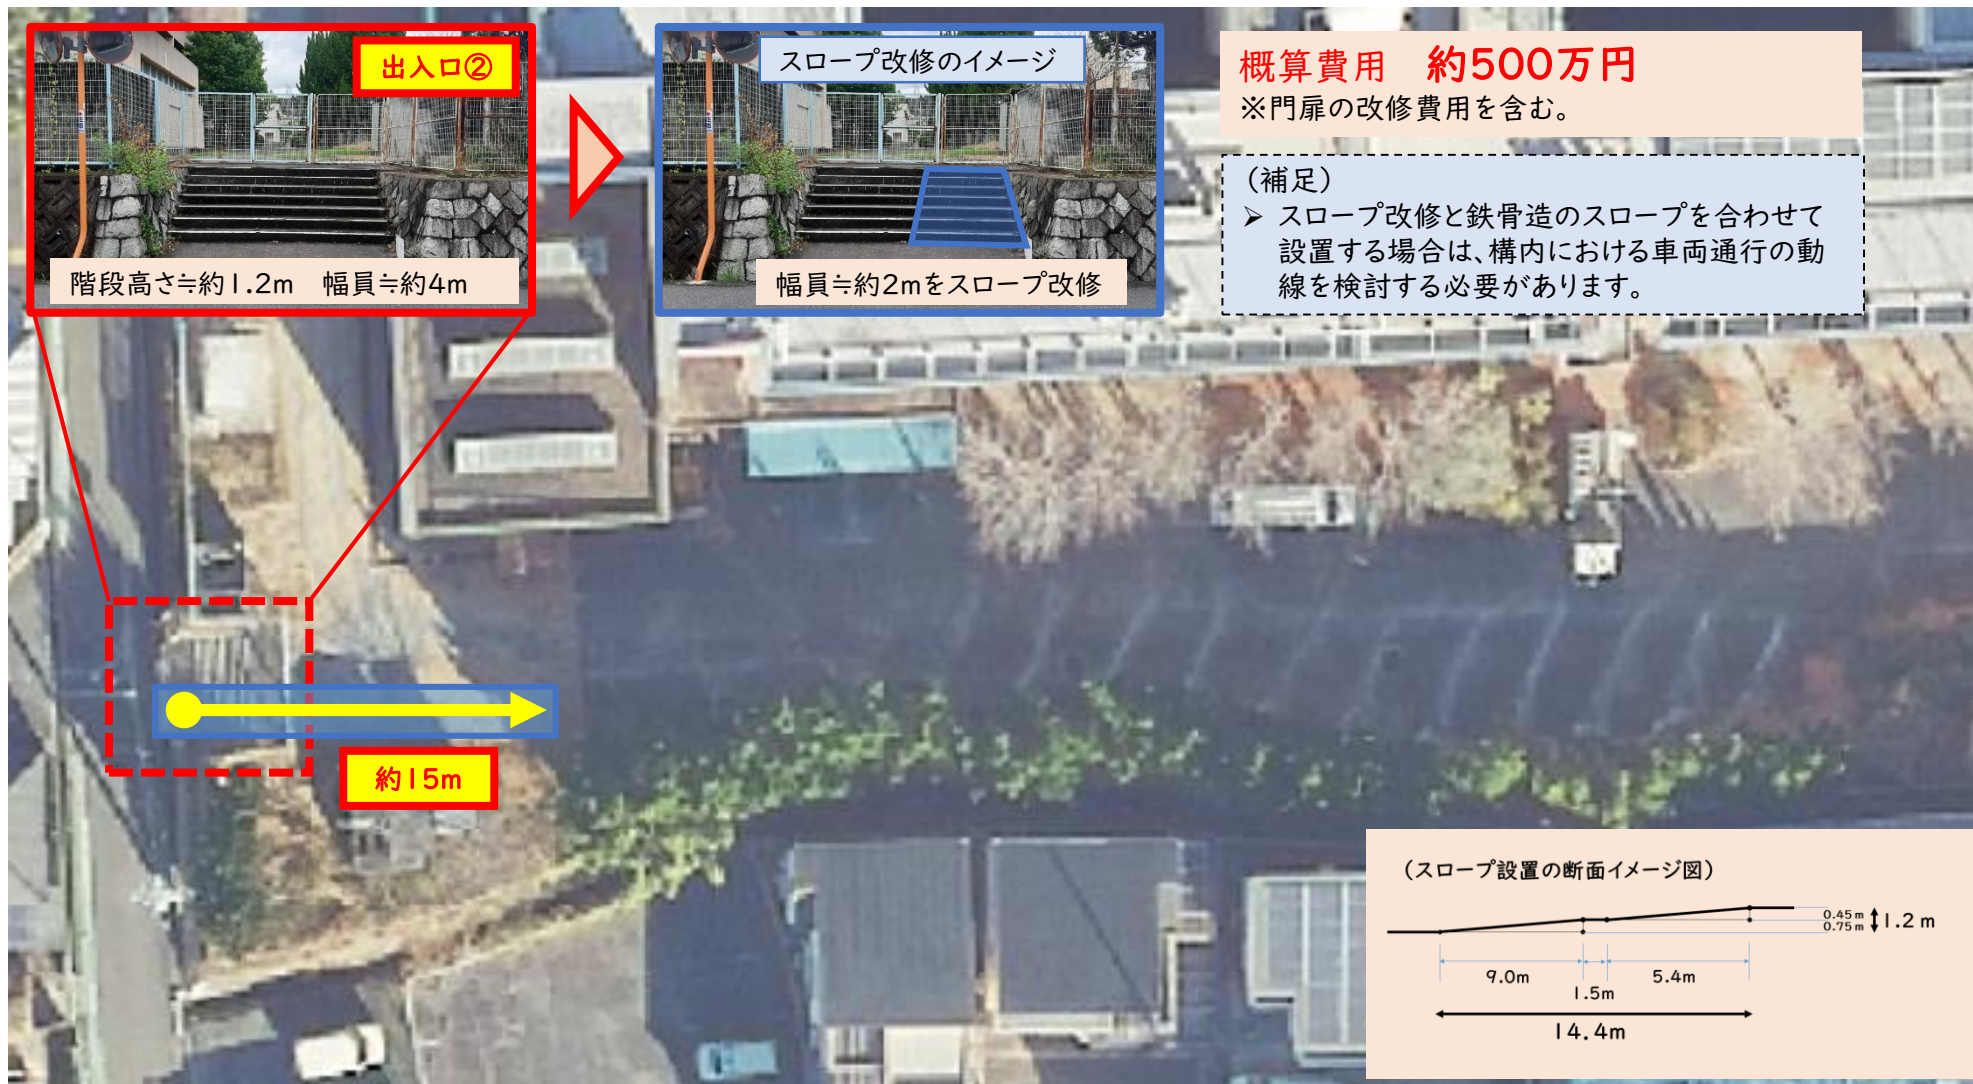 出入口②
階段高さ≒約1.2m　幅員≒約4m
スロープ改修のイメージ
幅員≒約2mをスロープ改修
概算費用　約500万円
※門扉の改修費用を含む。
（補足）
➢ スロープ改修と鉄骨造のスロープを合わせて
設置する場合は、構内における車両通行の動
線を検討する必要があります。
約15m
（スロープ設置の断面イメージ図）
0.45m
0.75m
1.2m
9.0m
1.5m
5.4m
14.4m